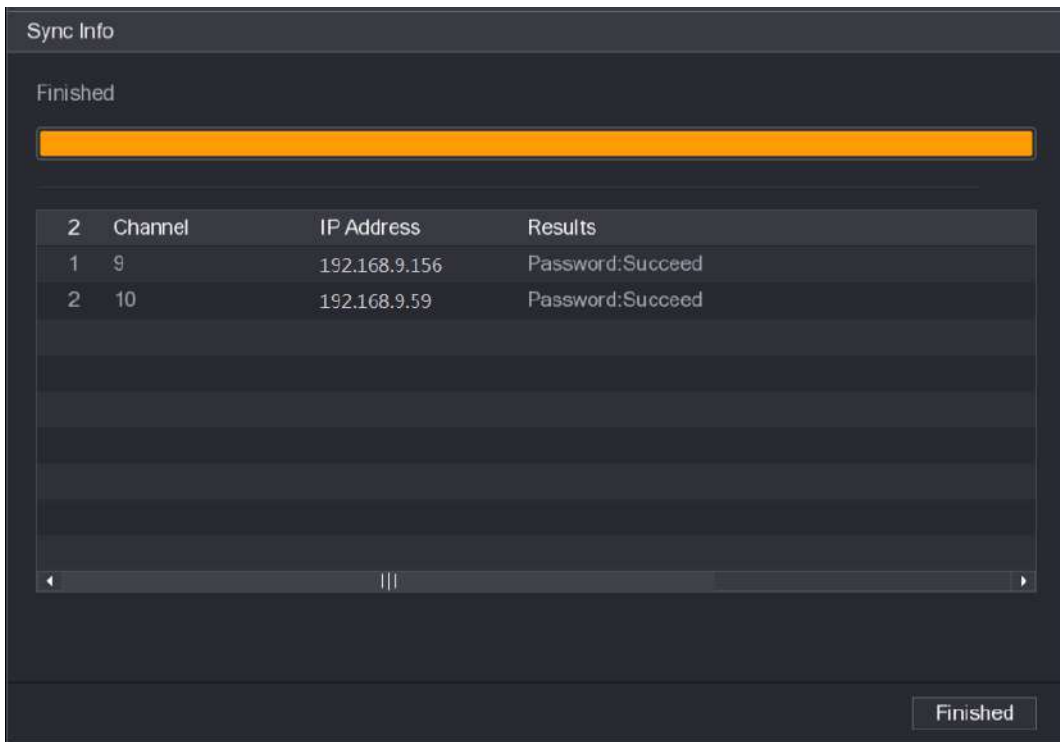 Sync Info
Finished
2 Channel IP Address Results
1 9 192.168.9.156 Password:Succeed
2 10 192.168.9.59 Password:Succeed
Finished